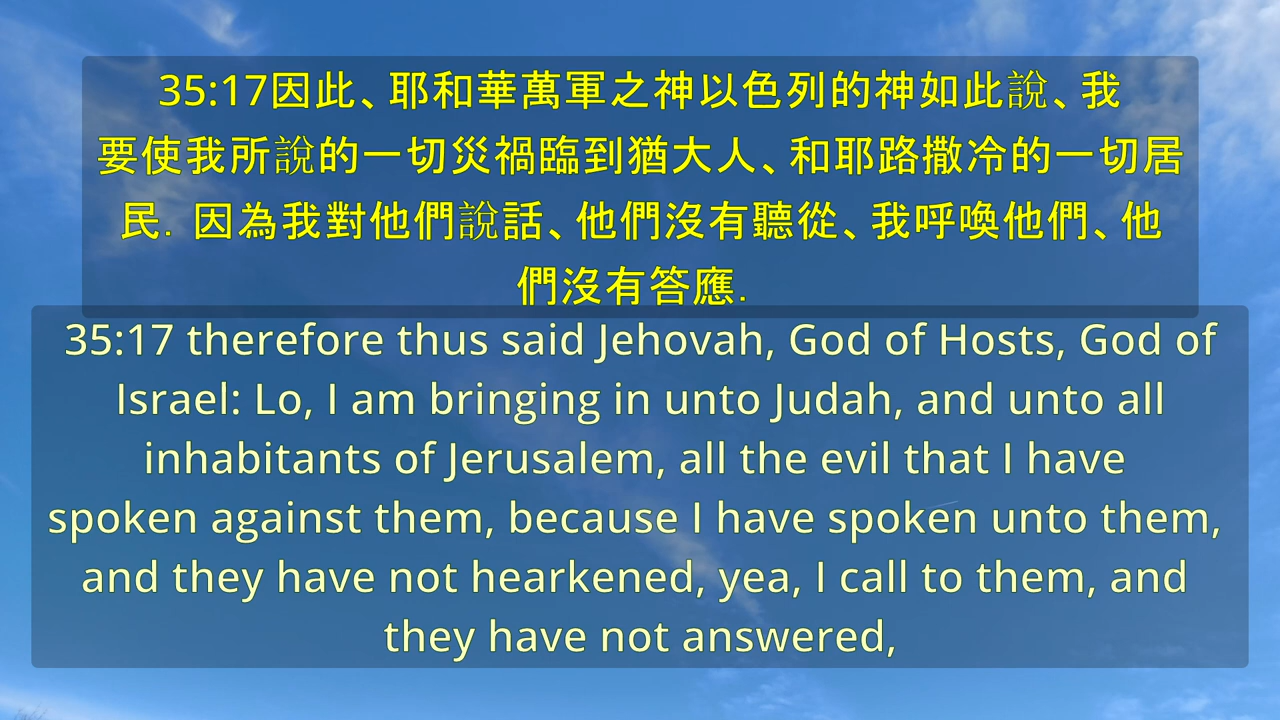 35:17因此、耶和華萬軍之神以色列的神如此說、我
要使我所說的一切災禍臨到猶大人、和耶路撒冷的一切居
民．因為我對他們說話、他們沒有聽從、我呼喚他們、他
們沒有答應．
35:17 therefore thus said Jehovah, God of Hosts, God of
Israel: Lo, I am bringing in unto Judah, and unto all
inhabitants of Jerusalem, all the evil that I have
spoken against them, because I have spoken unto them,
and they have not hearkened, yea, I call to them, and
they have not answered,